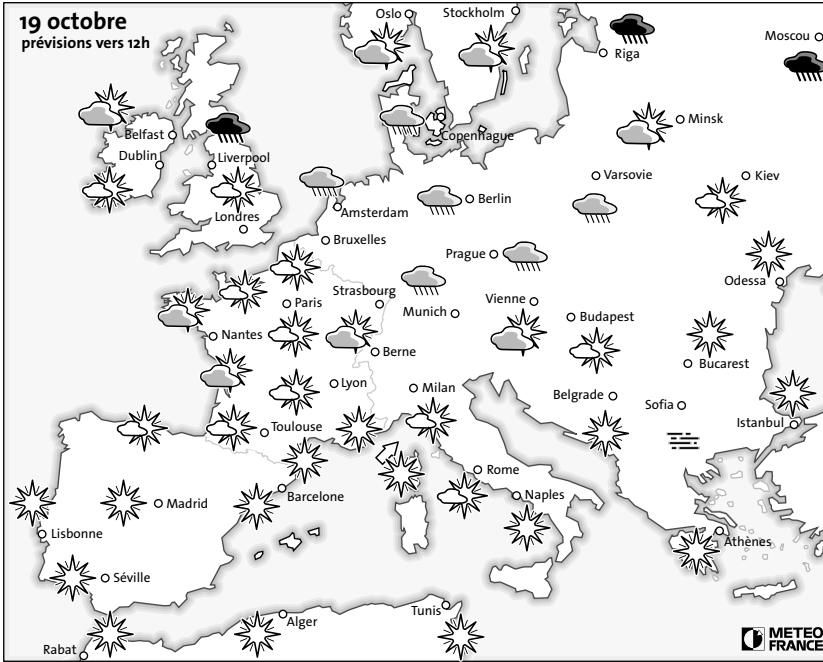 19 octobre
prévisions vers 12h
Oslo
Stockholm
Moscou
Riga
Minsk
Belfast
Copenhague
Dublin
Liverpool
Varsovie
Kiev
Berlin
Amsterdam
Londres
Bruxelles
Prague
Odessa
Strasbourg
Paris
Munich
Vienne
Budapest
Nantes
Berne
Bucarest
Lyon
Milan
Belgrade
Sofia
Istanbul
Toulouse
Rome
Naples
Barcelone
Madrid
Lisbonne
Athènes
Séville
Tunis
Alger
Rabat
METEO
FRANCE